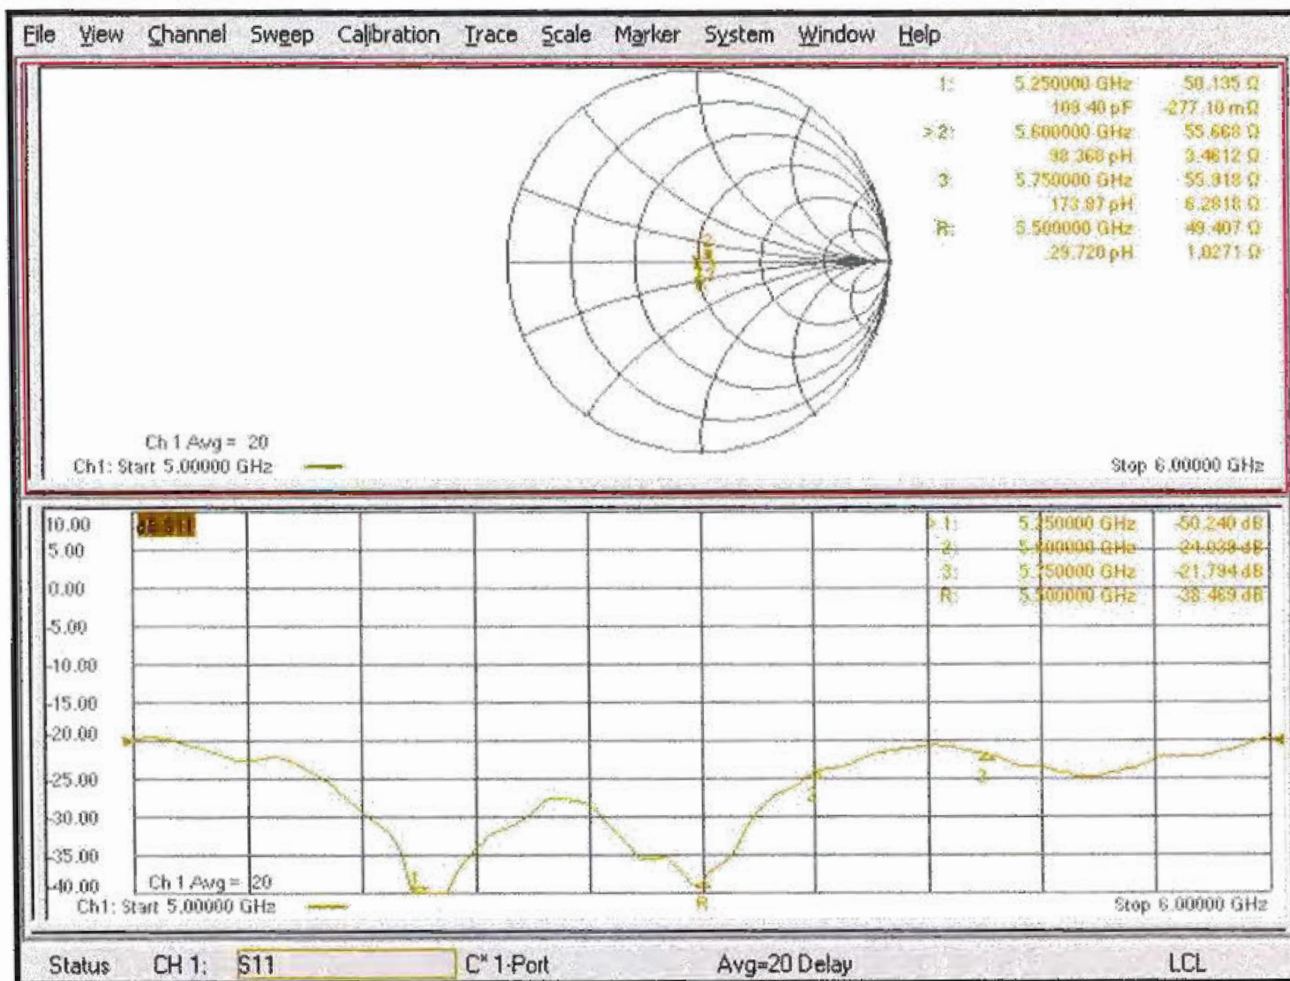 File View Channel Sweep Calibration Trace Scale Marker System Window Help
1: 5.250000 GHz 50.135 Ω
109.40 pF -277.10 mΩ
> 2: 5.600000 GHz 55.668 Ω
98.368 pH 3.4612 Ω
3: 5.750000 GHz 55.918 Ω
173.87 pH 6.2818 Ω
R: 5.500000 GHz 49.407 Ω
29.720 pH 1.0271 Ω
2
3
Ch 1 Avg = 20
Ch1: Start 5.00000 GHz
Stop 6.00000 GHz
10.00
dB S11
> 1: 5.250000 GHz -50.240 dB
5.00
2: 5.600000 GHz -24.039 dB
3: 5.750000 GHz -21.794 dB
0.00
R: 5.500000 GHz -38.469 dB
-5.00
-10.00
-15.00
-20.00
-25.00
-30.00
-35.00
-40.00
1
R
2
3
Ch 1 Avg = 20
Ch1: Start 5.00000 GHz
Stop 6.00000 GHz
Status CH 1: S11 C* 1-Port Avg=20 Delay LCL